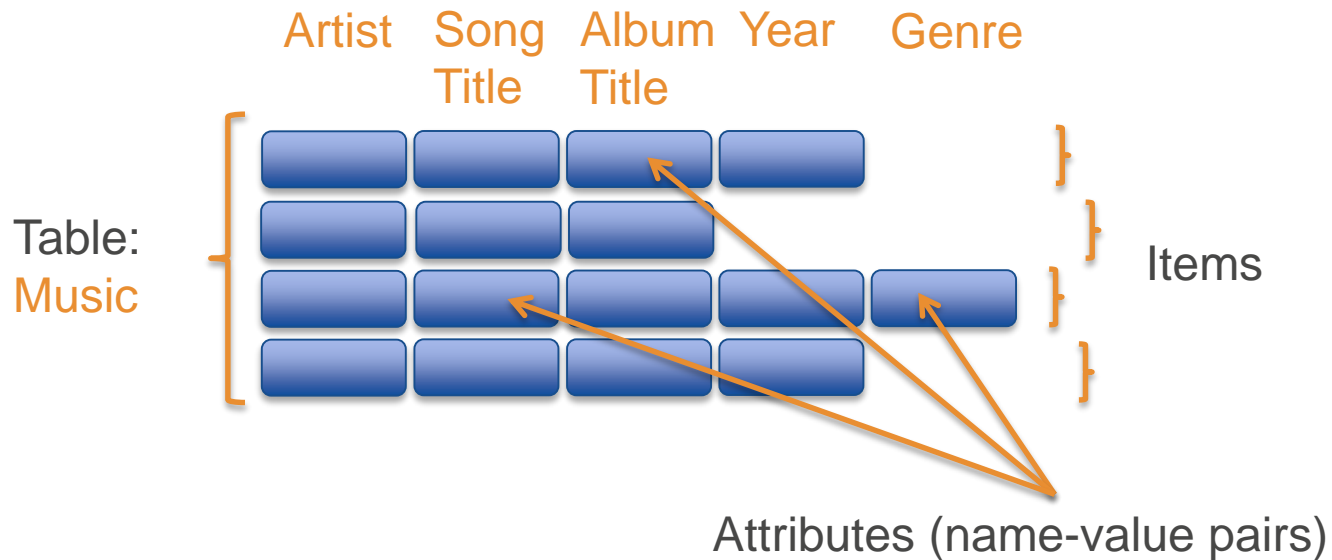 Artist Song Album Year Genre
Title Title
Table:
Music
Items
Attributes (name-value pairs)